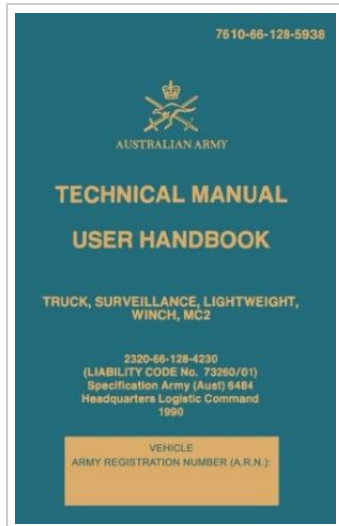 7610-66-128-5938
AUSTRALIAN ARMY
TECHNICAL MANUAL
USER HANDBOOK
TRUCK, SURVEILLANCE, LIGHTWEIGHT,
WINCH, MC2
2320-66-128-4230
(LIABILITY CODE No. 73260/01)
Specification Army (Aust) 6484
Headquarters Logistic Command
1990
VEHICLE
ARMY REGISTRATION NUMBER (A.R.N.):